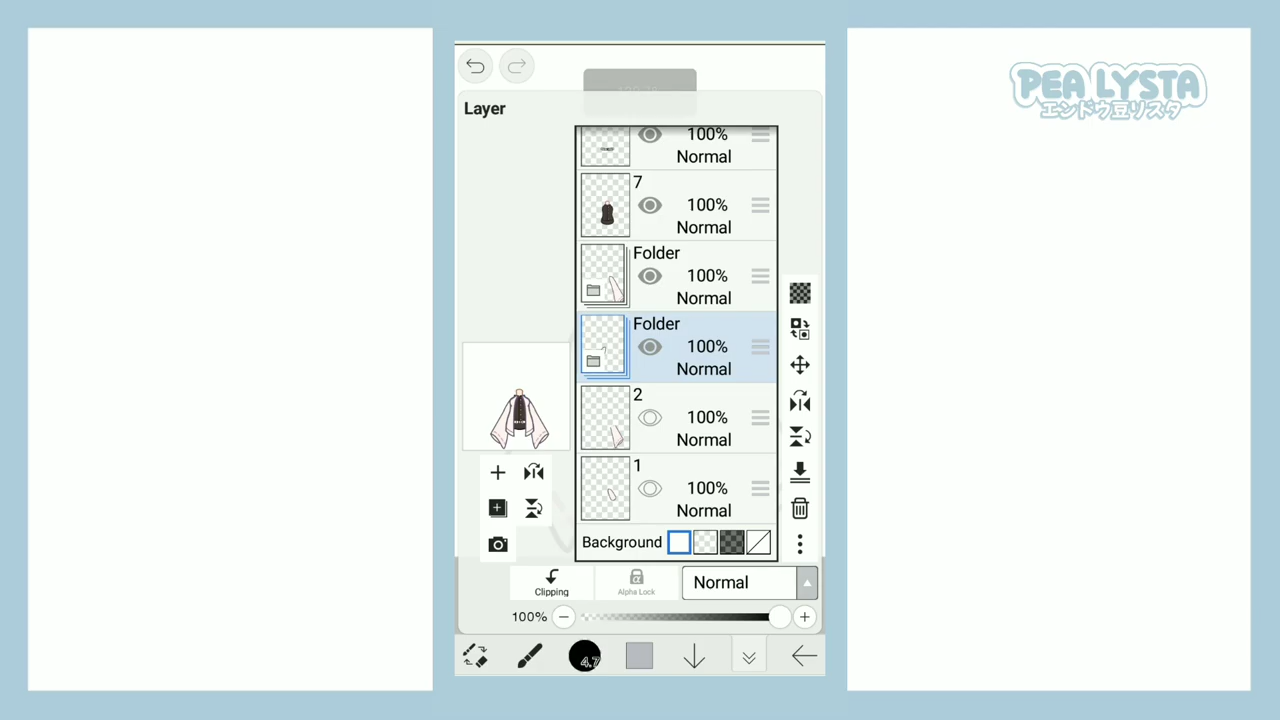 PEA LYSTA
エンドウ豆リスタ
Layer
100%
Normal
7
100%
Normal
Folder
100%
Normal
Folder
100%
Normal
2
100%
Normal
1
100%
Normal
Background
Clipping
Alpha Lock
Normal
100%
4.7